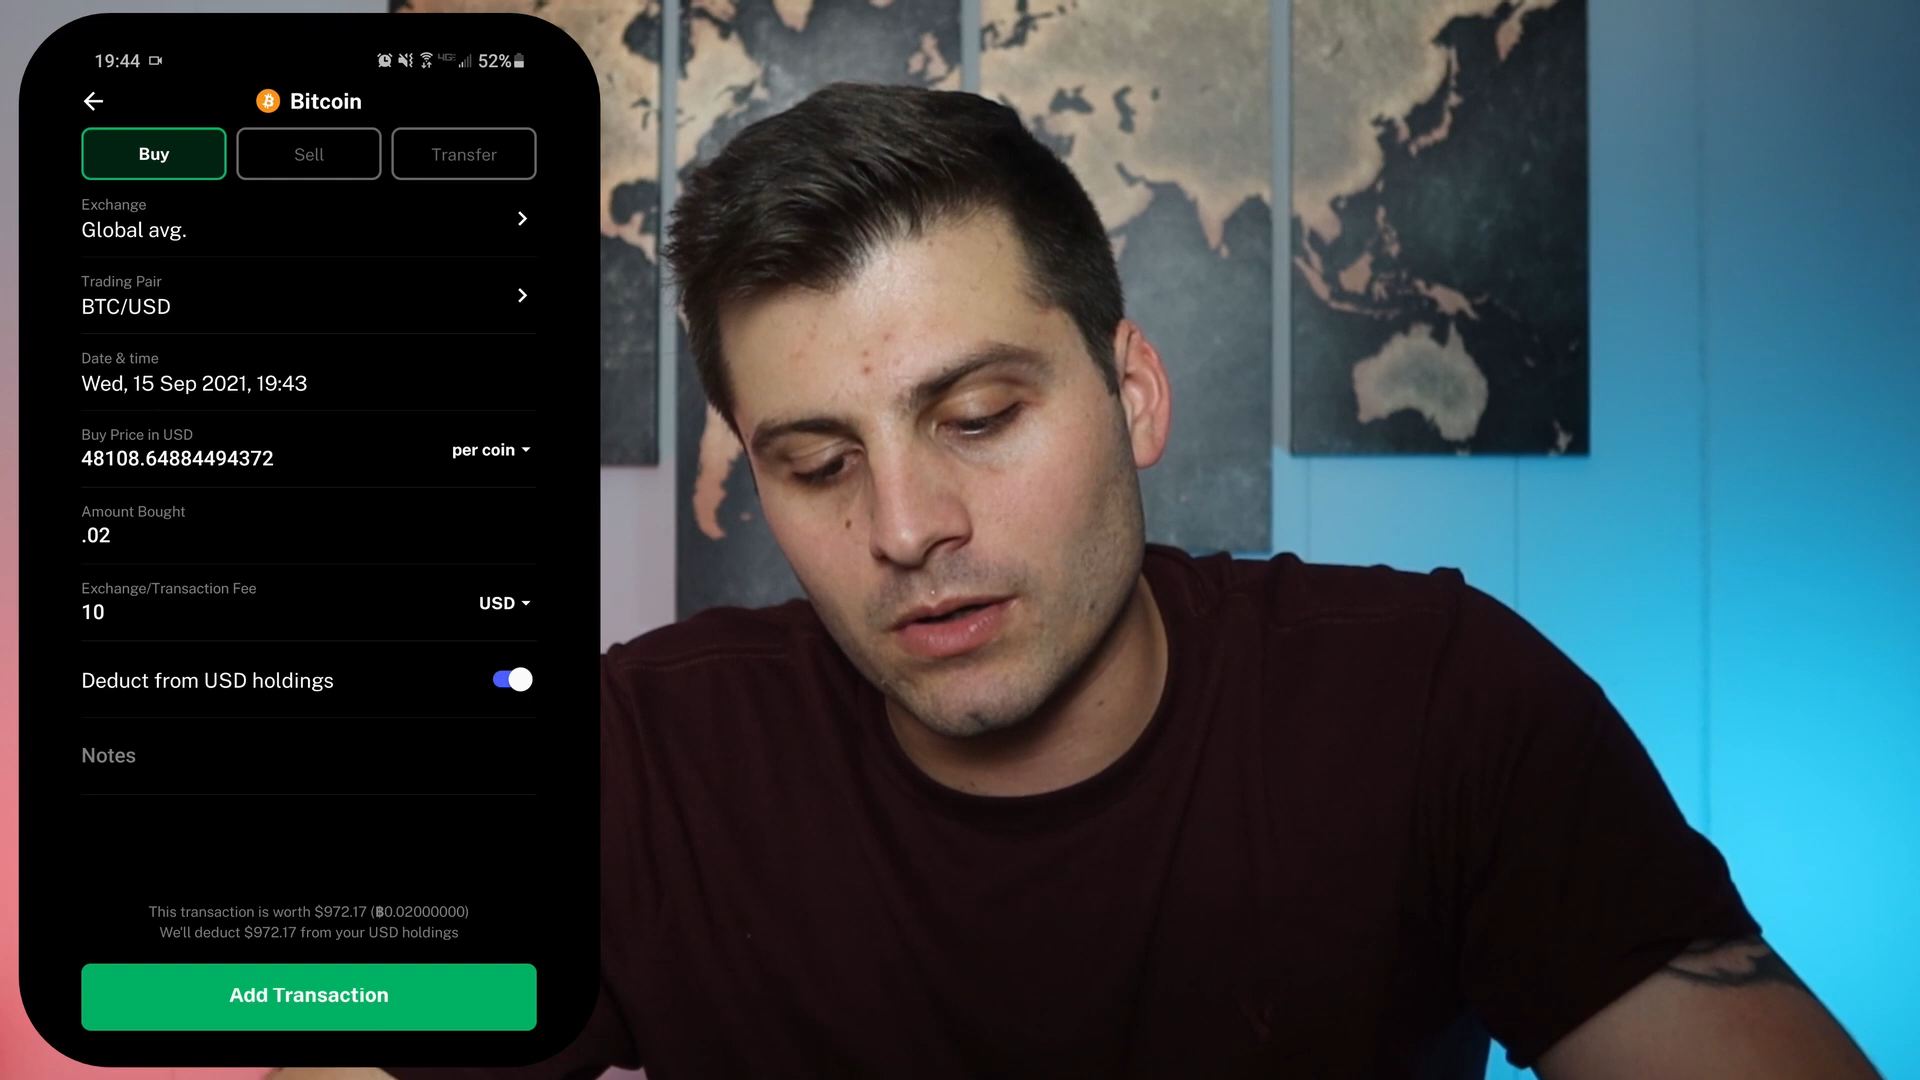 19:44
4G 52%
Bitcoin
Buy
Sell
Transfer
Exchange
Global avg.
Trading Pair
BTC/USD
Date & time
Wed, 15 Sep 2021, 19:43
Buy Price in USD
48108.64884494372
per coin
Amount Bought
.02
Exchange/Transaction Fee
10
USD
Deduct from USD holdings
Notes
This transaction is worth $972.17 (฿0.02000000)
We'll deduct $972.17 from your USD holdings
Add Transaction